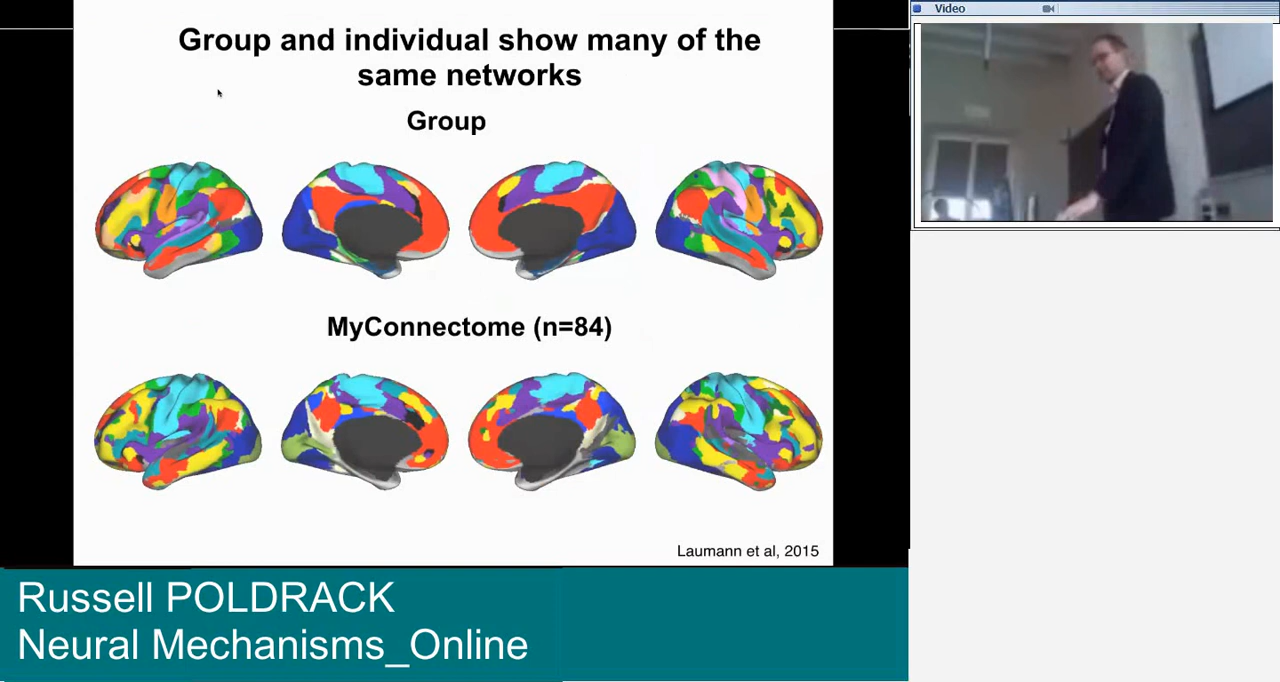 Group and individual show many of the
same networks
Group
MyConnectome (n=84)
Laumann et al, 2015
Russell POLDRACK
Neural Mechanisms_Online
Video